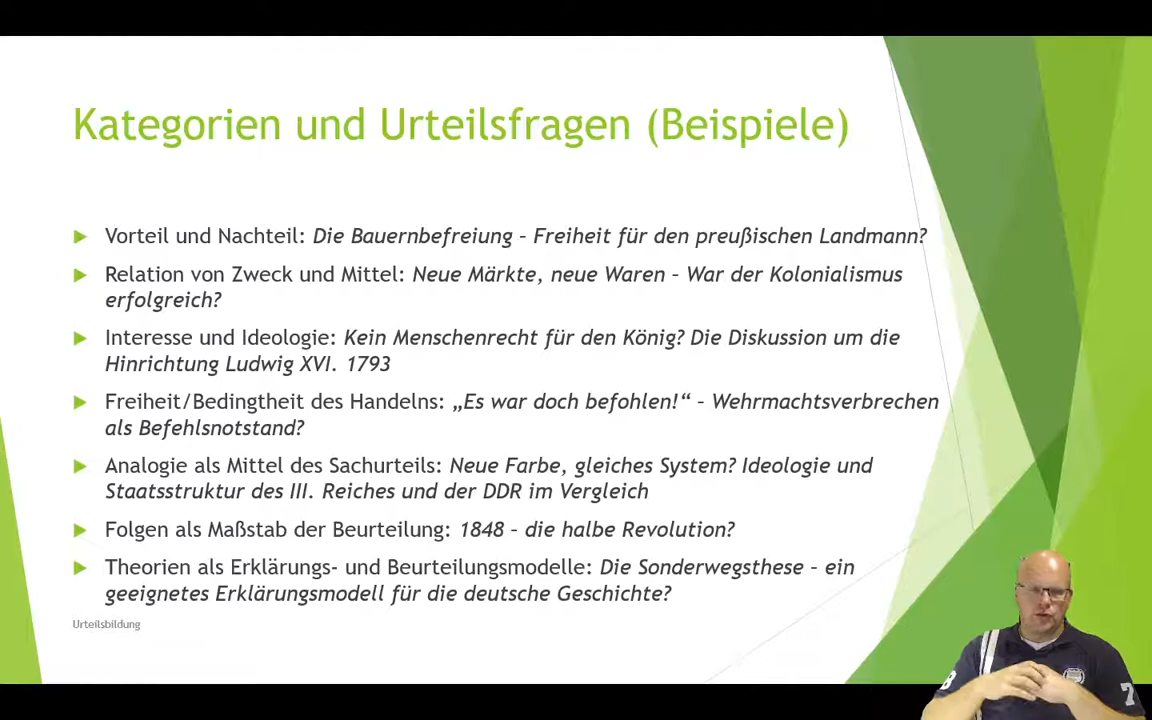 Kategorien und Urteilsfragen (Beispiele)
Vorteil und Nachteil: Die Bauernbefreiung – Freiheit für den preußischen Landmann?
Relation von Zweck und Mittel: Neue Märkte, neue Waren – War der Kolonialismus
erfolgreich?
Interesse und Ideologie: Kein Menschenrecht für den König? Die Diskussion um die
Hinrichtung Ludwig XVI. 1793
Freiheit/Bedingtheit des Handelns: „Es war doch befohlen!“ – Wehrmachtsverbrechen
als Befehlsnotstand?
Analogie als Mittel des Sachurteils: Neue Farbe, gleiches System? Ideologie und
Staatsstruktur des III. Reiches und der DDR im Vergleich
Folgen als Maßstab der Beurteilung: 1848 – die halbe Revolution?
Theorien als Erklärungs- und Beurteilungsmodelle: Die Sonderwegsthese – ein
geeignetes Erklärungsmodell für die deutsche Geschichte?
Urteilsbildung
8
7